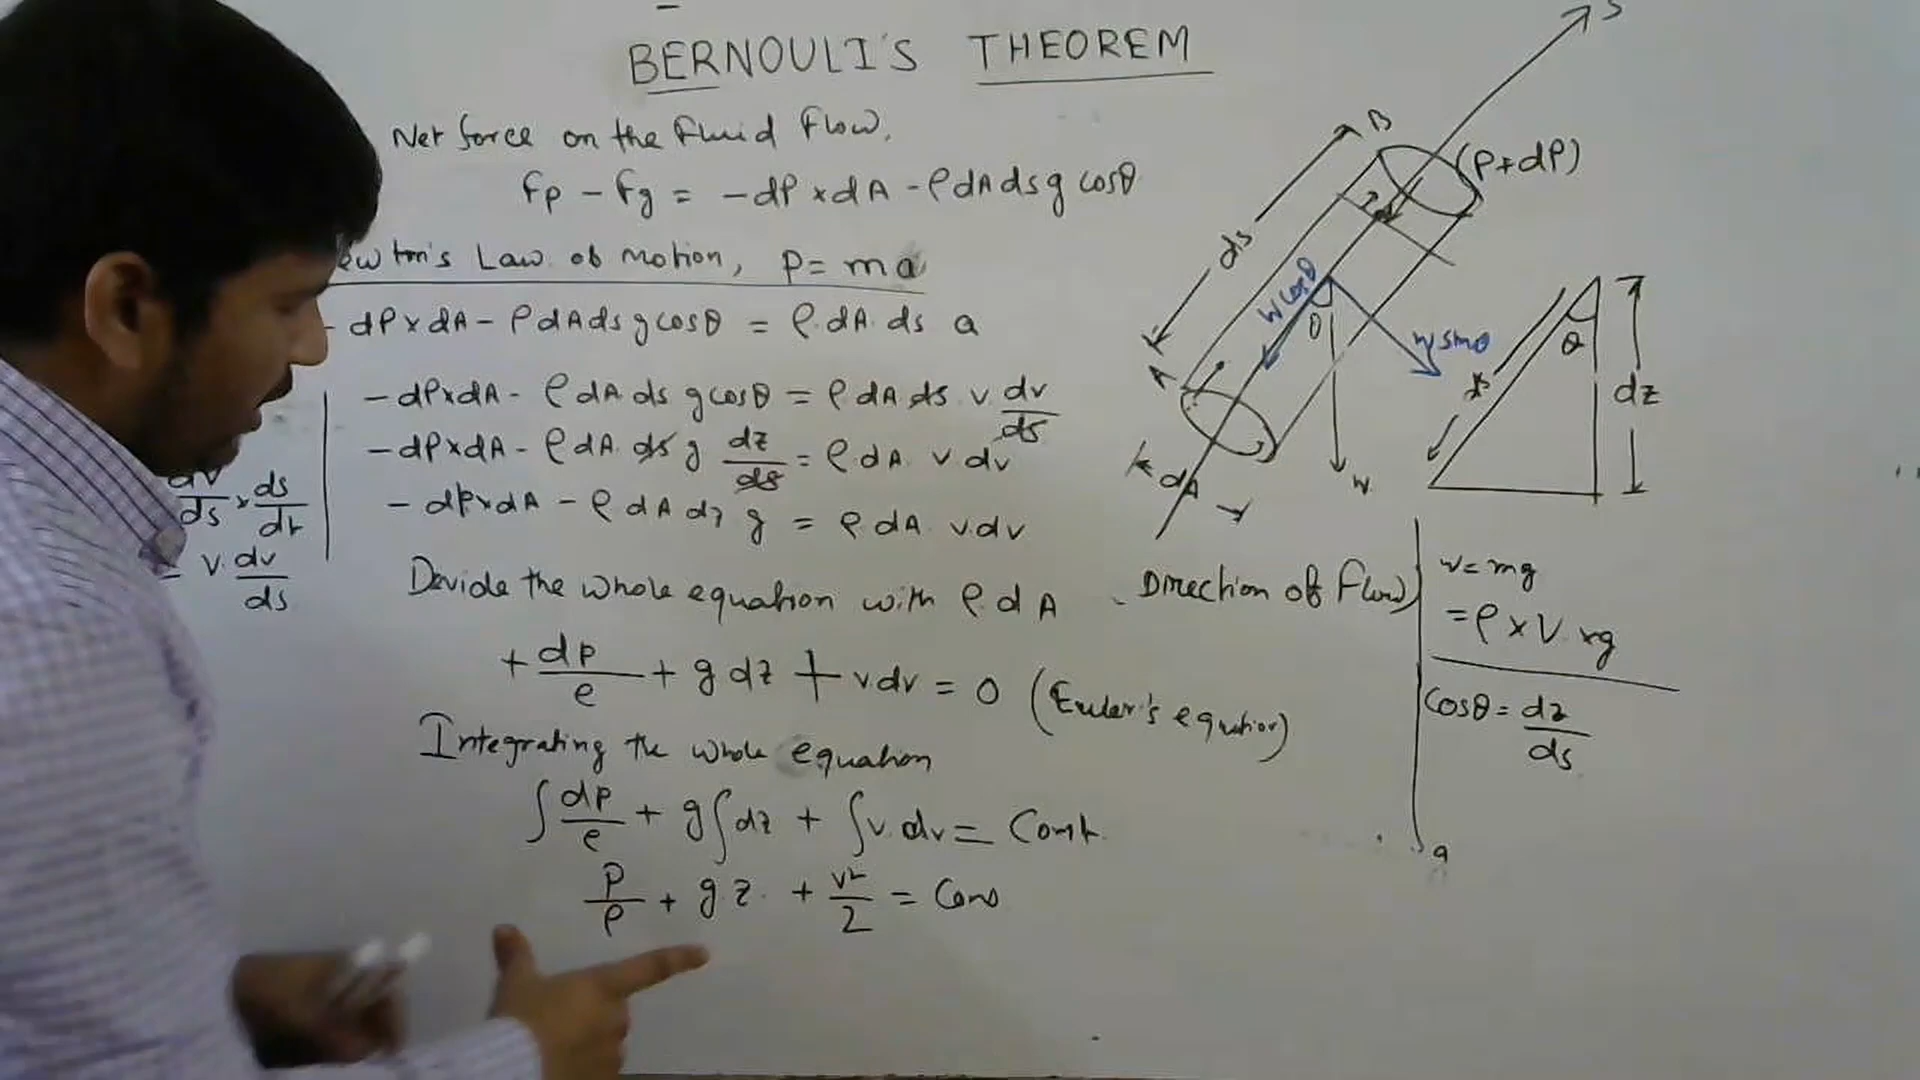 BERNOULI'S THEOREM
Net force on the Fluid Flow.
Fp - Fg = -dP x dA - ρ dA ds g cosθ
ewton's Law of motion, P = ma
- dP x dA - ρ dA ds g cosθ = ρ. dA. ds a
- dP x dA - ρ dA ds g cosθ = ρ dA ds v. dv/ds
- dP x dA - ρ dA. ds g dz/ds = ρ. dA v dv
- dp x dA - ρ dA dz g = ρ dA v. dv
Devide the whole equation with ρ. dA
+ dp/ρ + g dz + v dv = 0 (Euler's equation)
Integrating the whole equation
∫ dp/ρ + g ∫ dz + ∫ v. dv = Const.
P/ρ + g z. + v²/2 = Cons
dv/ds x ds/dt
= v. dv/ds
S
B
(P + dP)
ds
W cosθ
θ
W sinθ
A
dA
W.
θ
dz
Direction of Flow
W = mg
= ρ x V x g
Cosθ = dz/ds